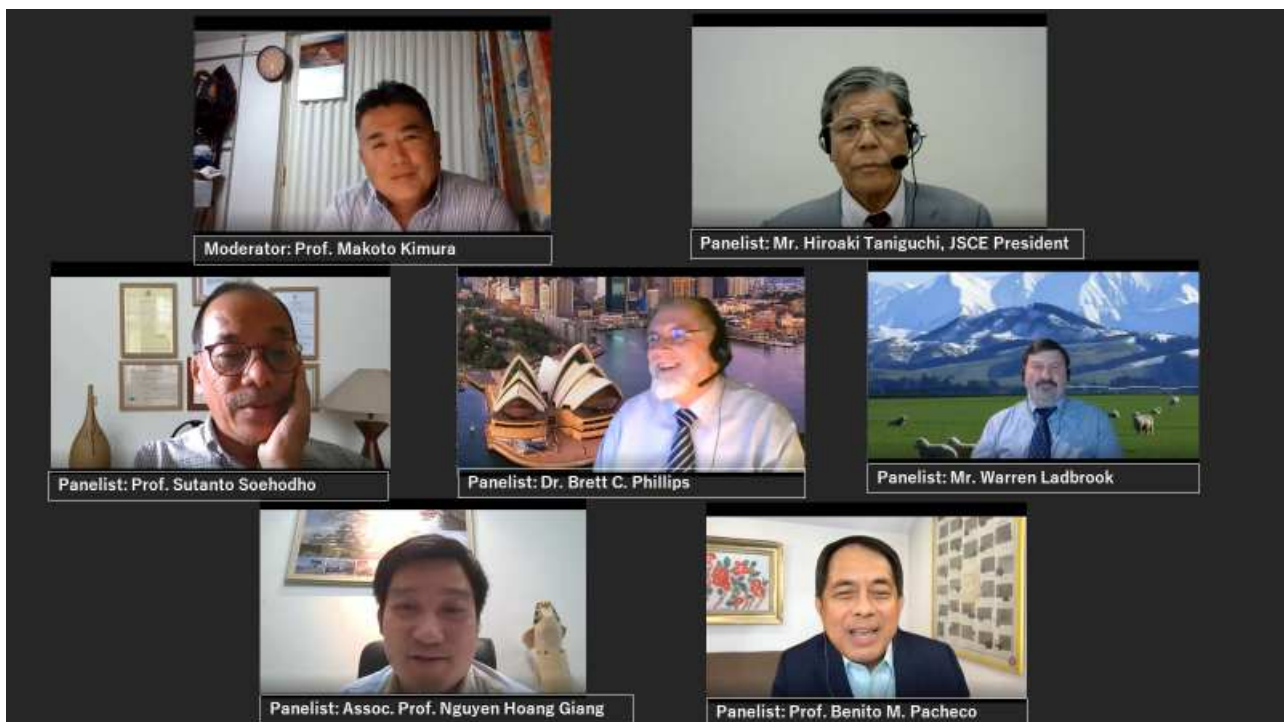 Moderator: Prof. Makoto Kimura
Panelist: Mr. Hiroaki Taniguchi, JSCE President
Panelist: Prof. Sutanto Soehodho
Panelist: Dr. Brett C. Phillips
Panelist: Mr. Warren Ladbrook
Panelist: Assoc. Prof. Nguyen Hoang Giang
Panelist: Prof. Benito M. Pacheco